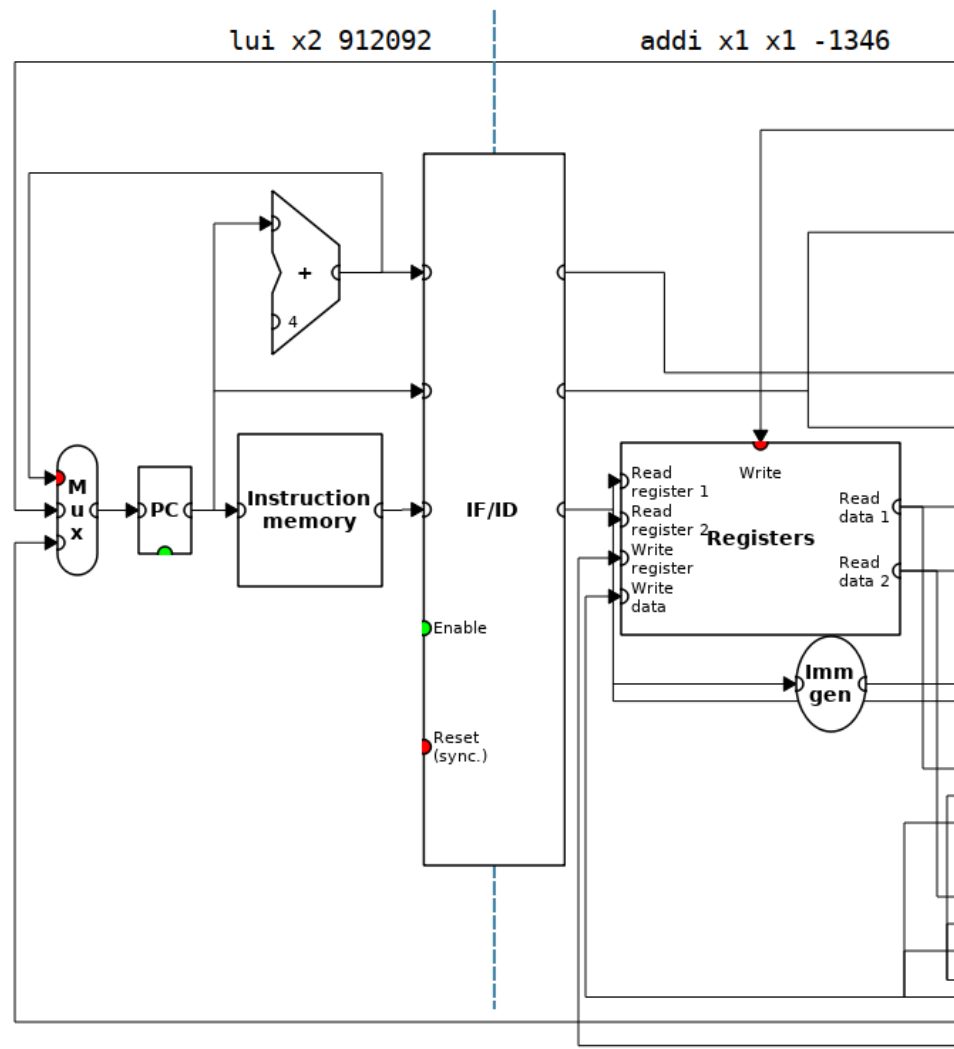 lui x2 912092
addi x1 x1 -1346
+
4
M
u
x
PC
Instruction
memory
IF/ID
Enable
Reset
(sync.)
Read
register 1
Read
register 2
Write
register
Write
data
Write
Registers
Read
data 1
Read
data 2
Imm
gen